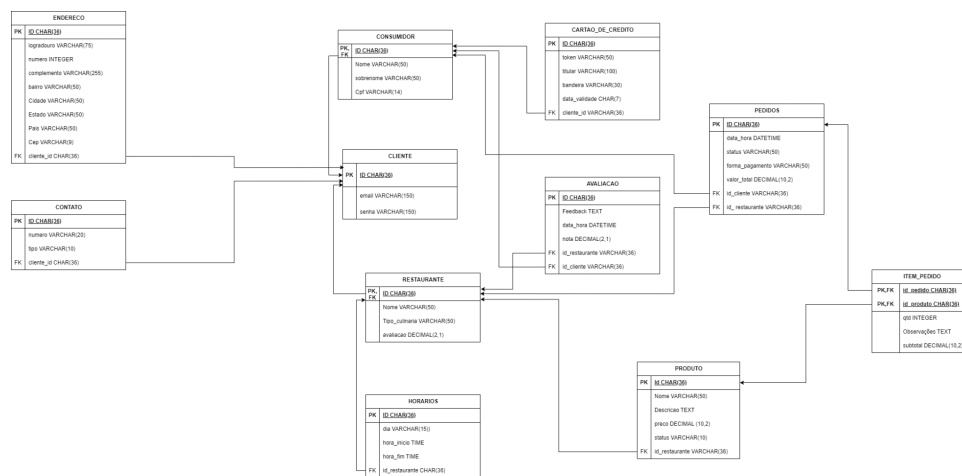 ENDERECO
PK ID CHAR(36)
logradouro VARCHAR(75)
numero INTEGER
complemento VARCHAR(255)
bairro VARCHAR(50)
Cidade VARCHAR(50)
Estado VARCHAR(50)
Pais VARCHAR(50)
Cep VARCHAR(9)
FK cliente_id CHAR(36)
CONTATO
PK ID CHAR(36)
numero VARCHAR(20)
tipo VARCHAR(10)
FK cliente_id CHAR(36)
CONSUMIDOR
PK, FK ID CHAR(36)
Nome VARCHAR(50)
sobrenome VARCHAR(50)
Cpf VARCHAR(14)
CLIENTE
PK ID CHAR(36)
email VARCHAR(150)
senha VARCHAR(150)
RESTAURANTE
PK, FK ID CHAR(36)
Nome VARCHAR(50)
Tipo_culinaria VARCHAR(50)
avaliacao DECIMAL(2,1)
HORARIOS
PK ID CHAR(36)
dia VARCHAR(15))
hora_inicio TIME
hora_fim TIME
FK id_restaurante CHAR(36)
CARTAO_DE_CREDITO
PK ID CHAR(36)
token VARCHAR(50)
titular VARCHAR(100)
bandeira VARCHAR(30)
data_validade CHAR(7)
FK cliente_id VARCHAR(36)
AVALIACAO
PK ID CHAR(36)
Feedback TEXT
data_hora DATETIME
nota DECIMAL(2,1)
FK id_restaurante VARCHAR(36)
FK id_cliente VARCHAR(36)
PEDIDOS
PK ID CHAR(36)
data_hora DATETIME
status VARCHAR(50)
forma_pagamento VARCHAR(50)
valor_total DECIMAL(10,2)
FK id_cliente VARCHAR(36)
FK id_ restaurante VARCHAR(36)
PRODUTO
PK Id CHAR(36)
Nome VARCHAR(50)
Descricao TEXT
preco DECIMAL (10,2)
status VARCHAR(10)
FK id_restaurante VARCHAR(36)
ITEM_PEDIDO
PK,FK id_pedido CHAR(36)
PK,FK id_produto CHAR(36)
qtd INTEGER
Observações TEXT
subtotal DECIMAL(10,2